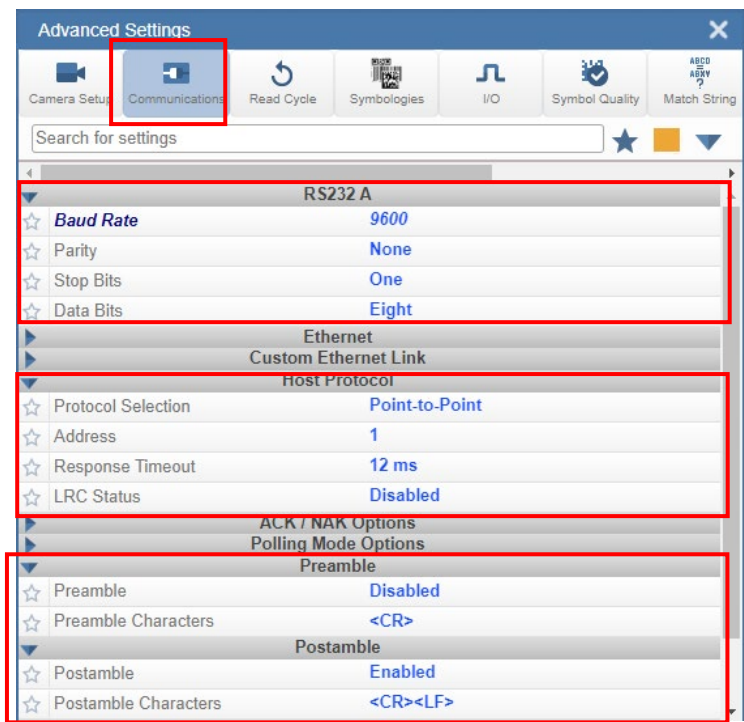 Advanced Settings
Camera Setup Communications Read Cycle Symbologies I/O Symbol Quality ABCD ABXY ? Match String
Search for settings
RS232 A
Baud Rate 9600
Parity None
Stop Bits One
Data Bits Eight
Ethernet
Custom Ethernet Link
Host Protocol
Protocol Selection Point-to-Point
Address 1
Response Timeout 12 ms
LRC Status Disabled
ACK / NAK Options
Polling Mode Options
Preamble
Preamble Disabled
Preamble Characters <CR>
Postamble
Postamble Enabled
Postamble Characters <CR><LF>